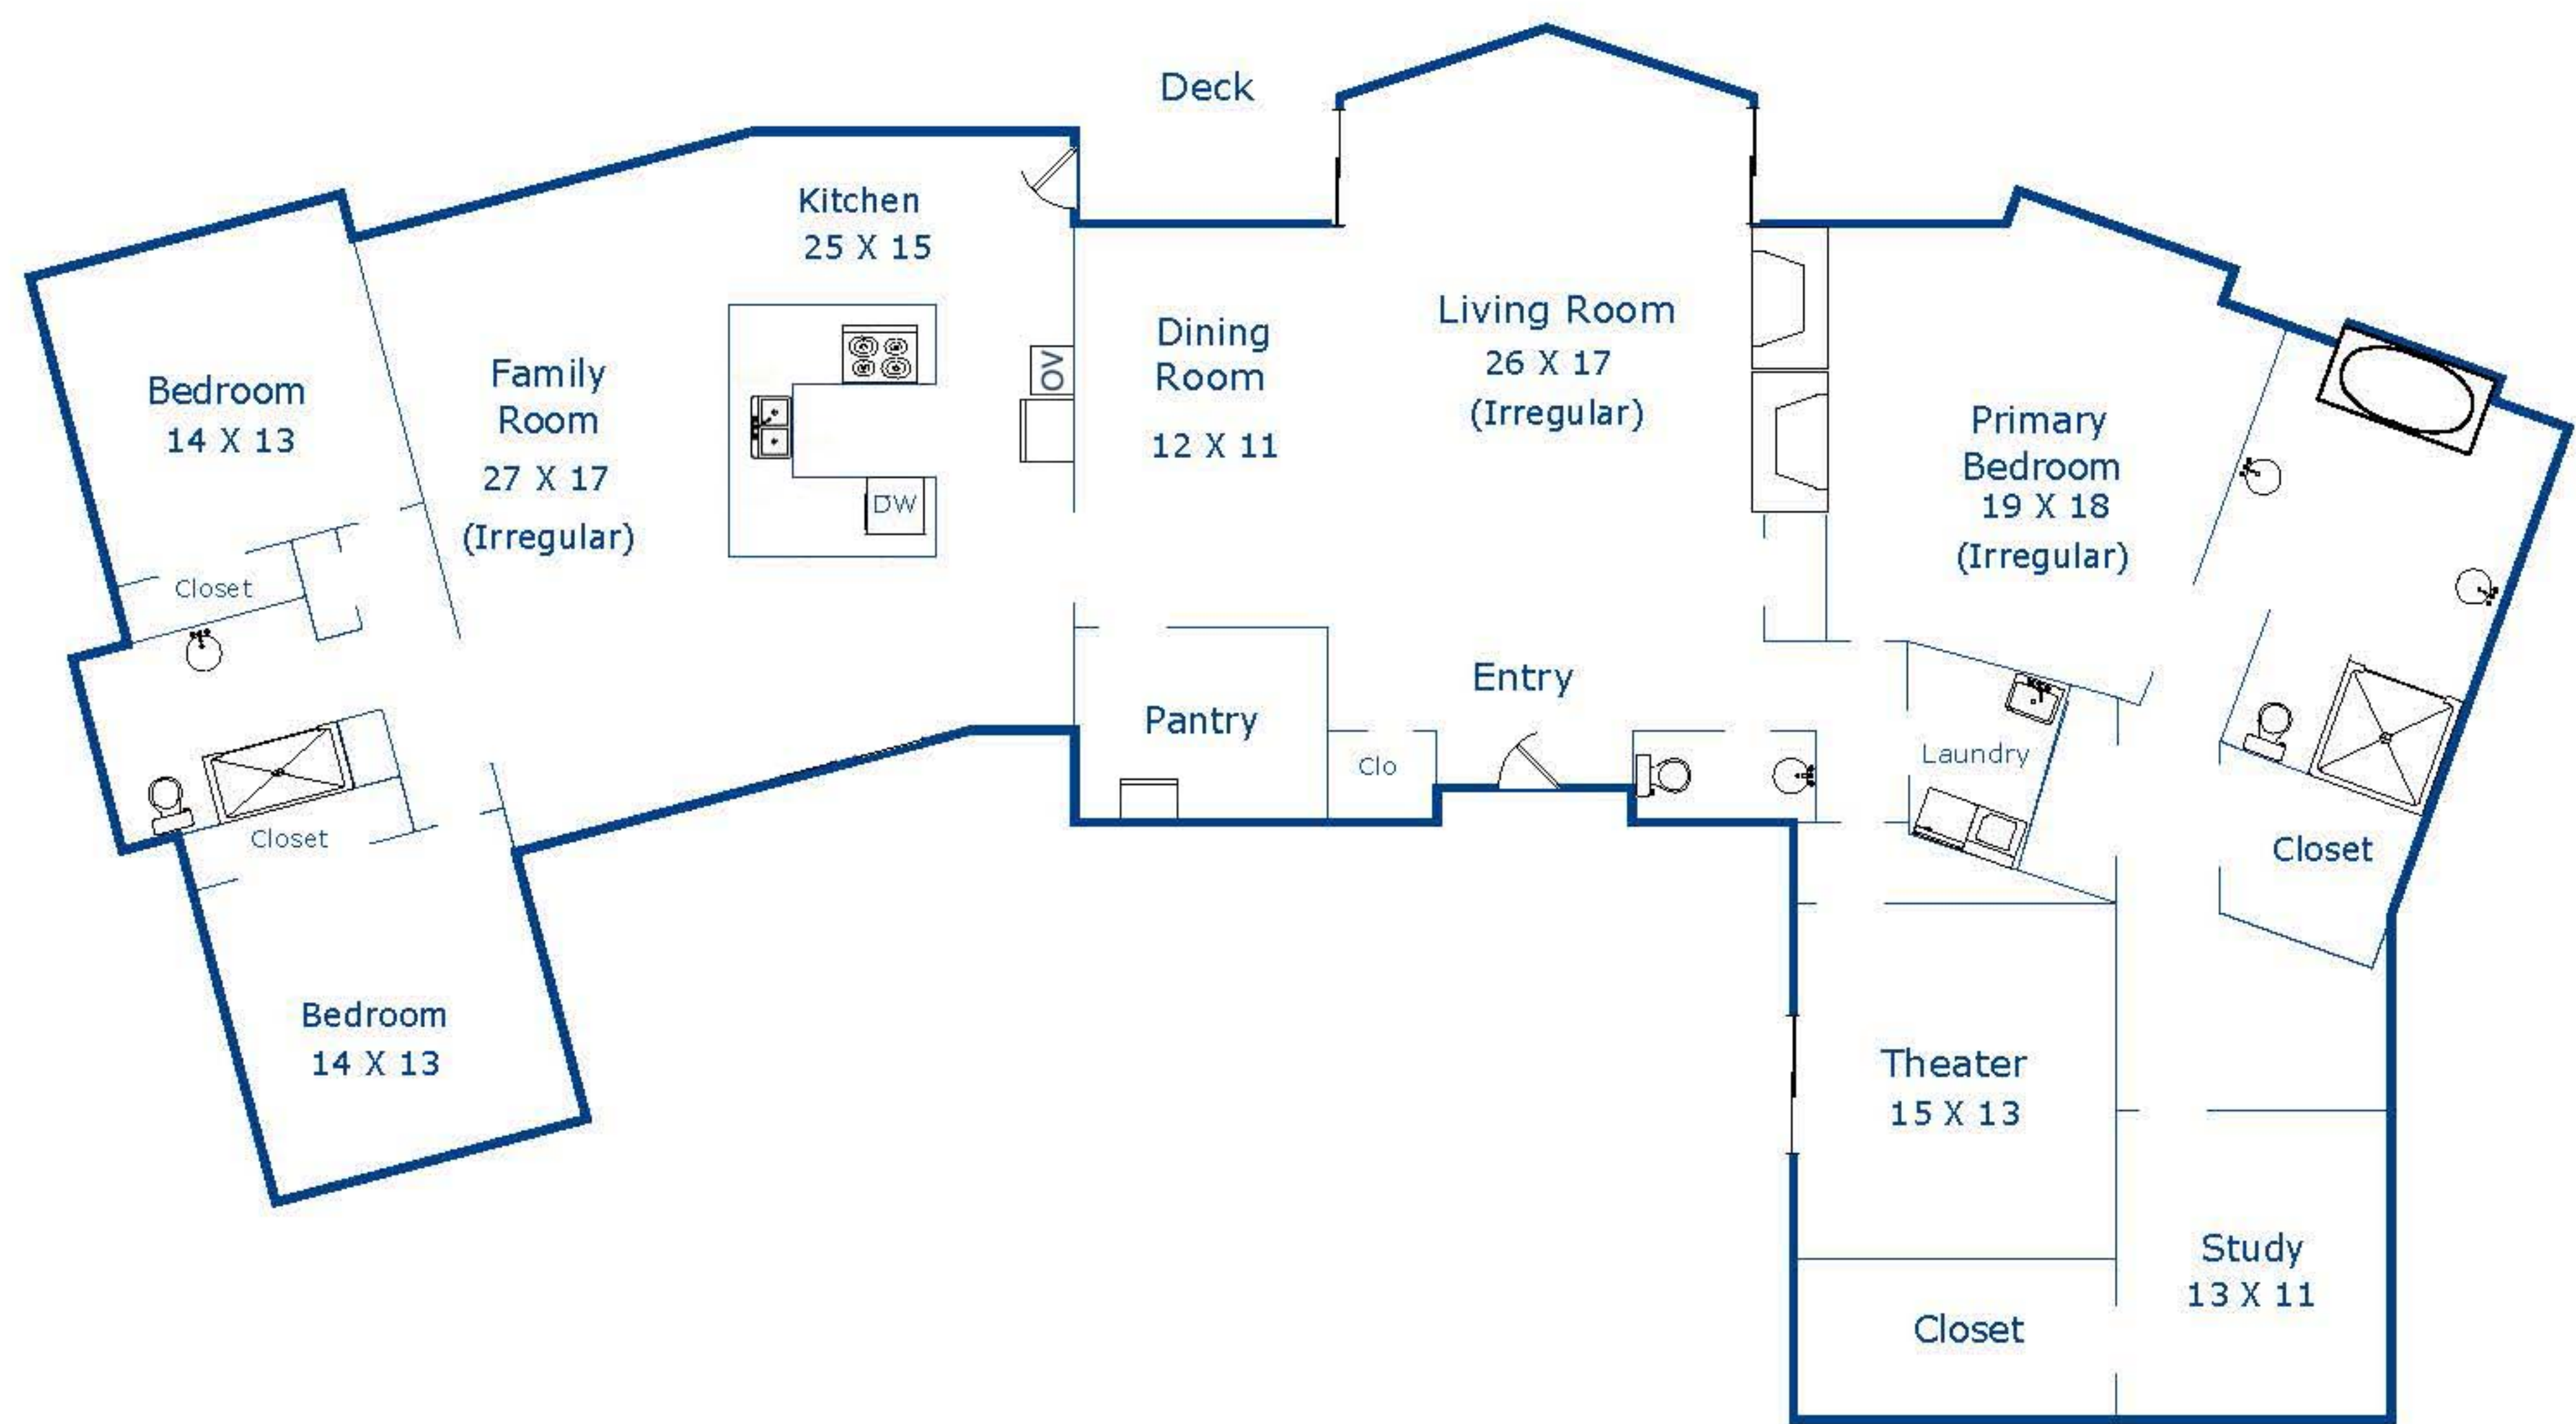 Deck
Kitchen
25 X 15
Bedroom
14 X 13
Family
Room
27 X 17
(Irregular)
OV
DW
Dining
Room
12 X 11
Living Room
26 X 17
(Irregular)
Primary
Bedroom
19 X 18
(Irregular)
Closet
Closet
Bedroom
14 X 13
Pantry
Clo
Entry
Laundry
Closet
Theater
15 X 13
Study
13 X 11
Closet